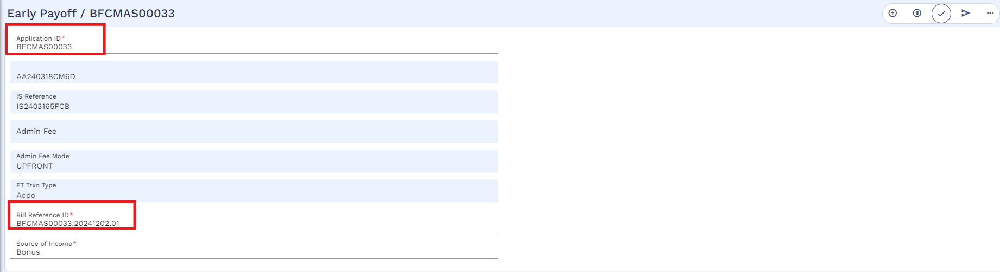 Early Payoff / BFCMAS00033
Application ID*
BFCMAS00033
AA240318CM6D
IS Reference
IS2403165FCB
Admin Fee
Admin Fee Mode
UPFRONT
FT Trxn Type
Acpo
Bill Reference ID*
BFCMAS00033.20241202.01
Source of Income*
Bonus